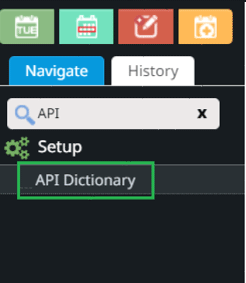 TUE
Navigate History
API x
Setup
API Dictionary